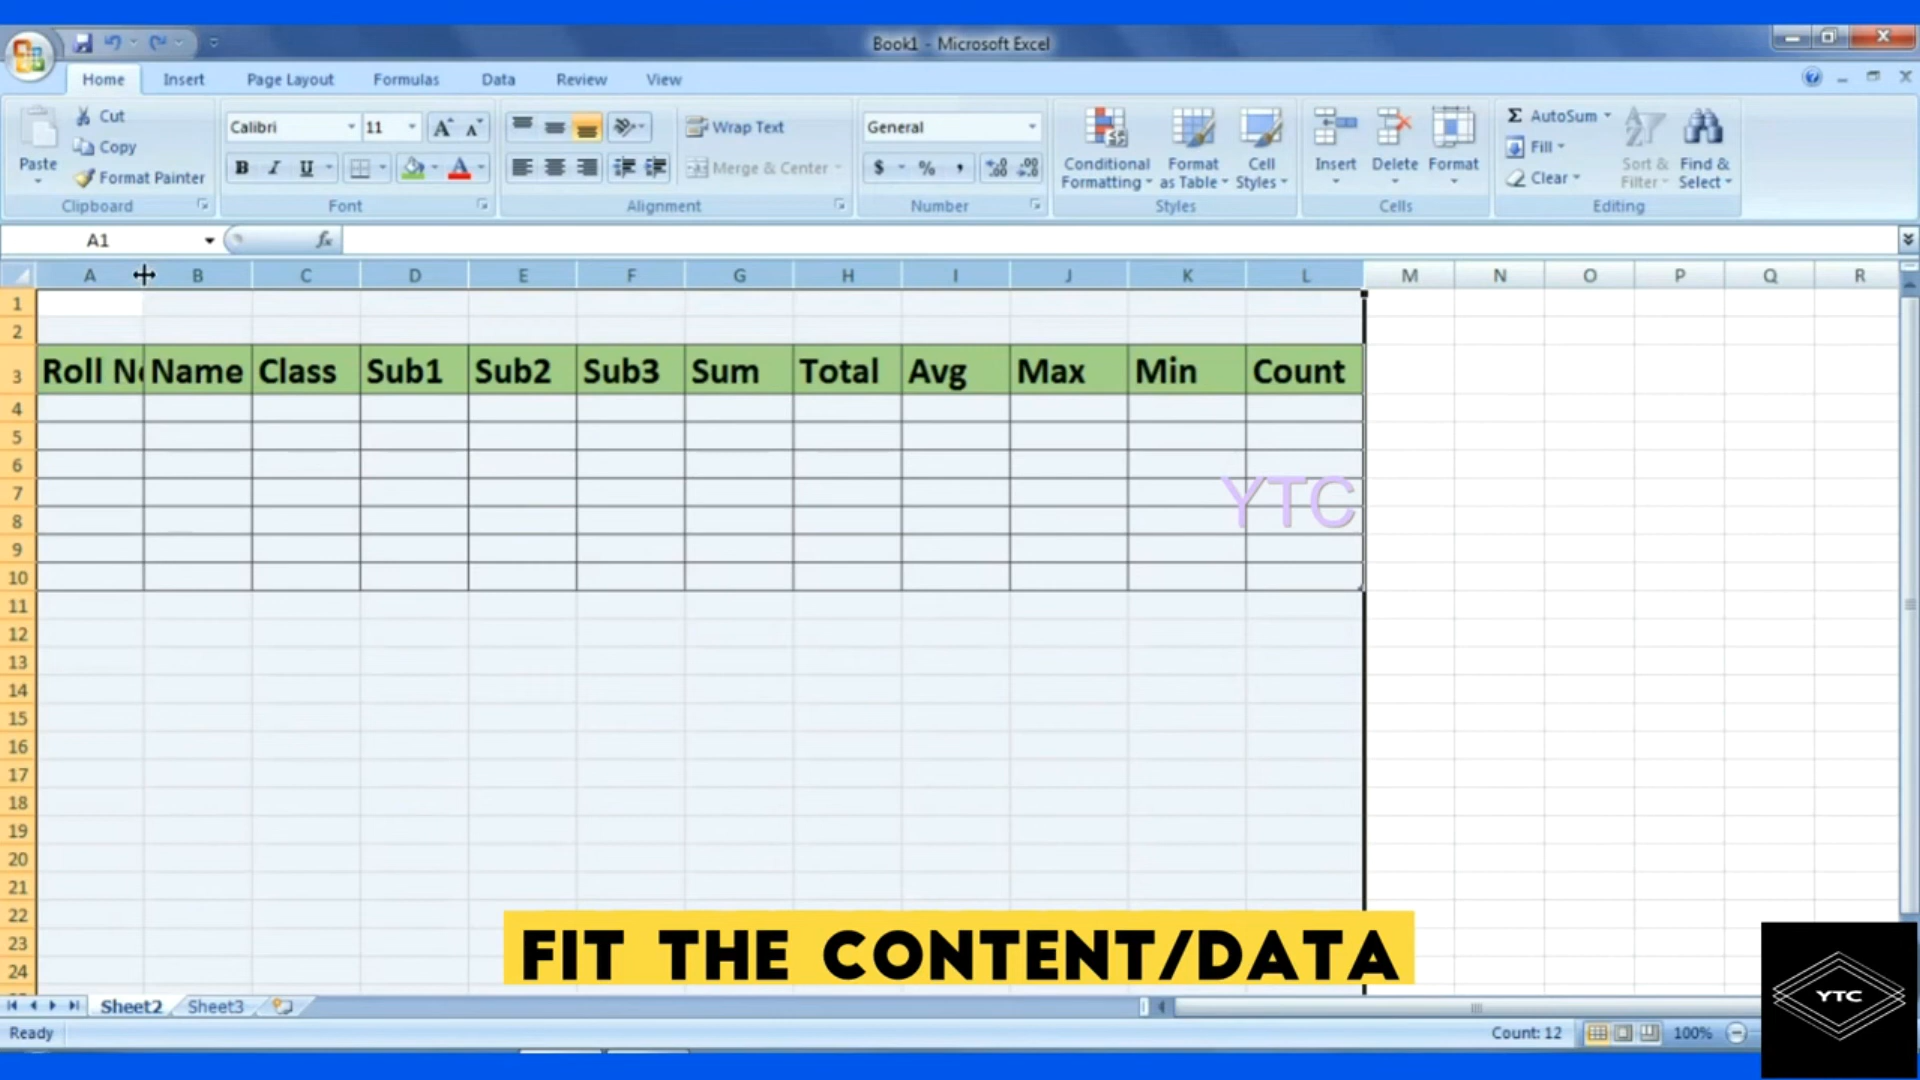 Book1 - Microsoft Excel
Home Insert Page Layout Formulas Data Review View
Paste
Cut
Copy
Format Painter
Clipboard
Calibri 11
B I U
Font
Wrap Text
Merge & Center
Alignment
General
$ % ,
Number
Conditional Formatting
Format as Table
Cell Styles
Styles
Insert Delete Format
Cells
Σ AutoSum
Fill
Clear
Sort & Filter
Find & Select
Editing
A1 fx
A B C D E F G H I J K L M N O P Q R
1
2
3 Roll No Name Class Sub1 Sub2 Sub3 Sum Total Avg Max Min Count
4
5
6
7
YTC
8
9
10
11
12
13
14
15
16
17
18
19
20
21
22
23
24
FIT THE CONTENT/DATA
YTC
Sheet2 Sheet3
Ready Count: 12 100%